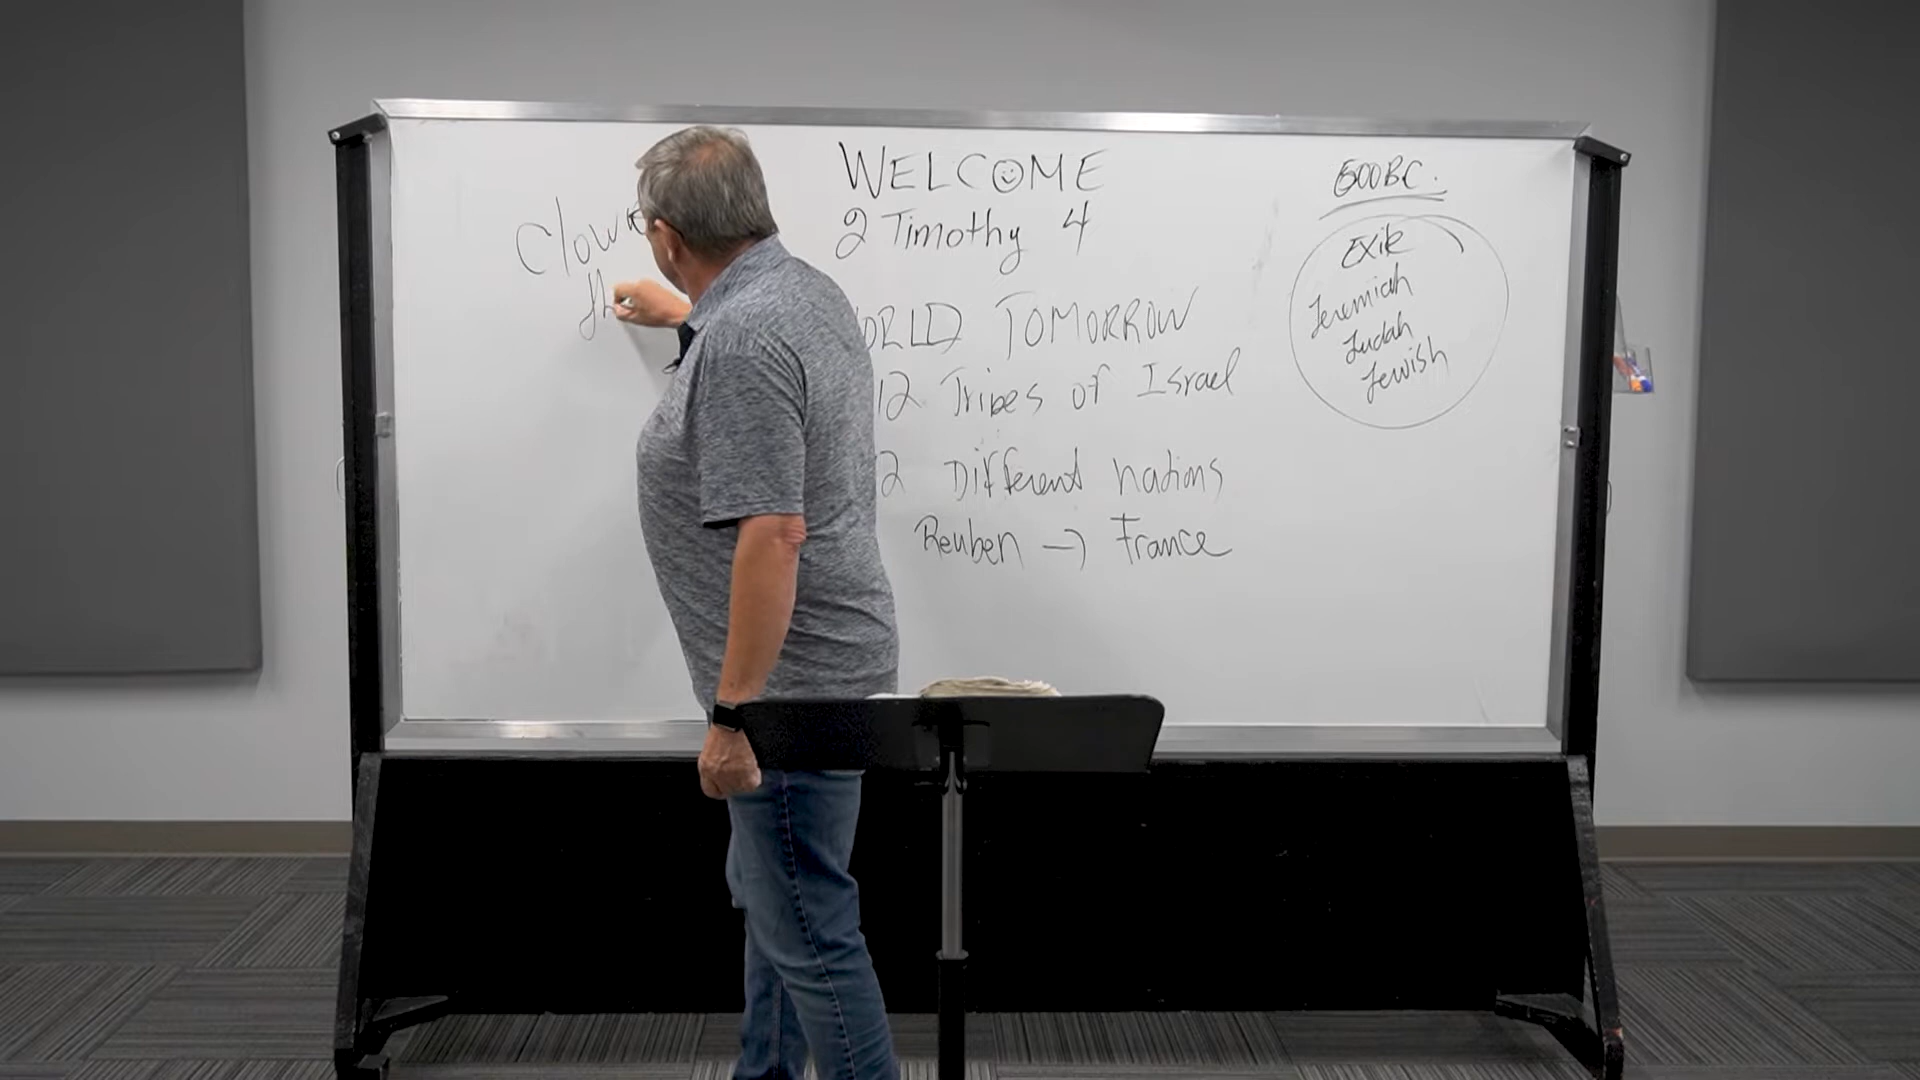 WELCOME
2 Timothy 4
WORLD TOMORROW
12 Tribes of Israel
2 Different nations
Reuben → France
500BC.
Exile
Jeremiah
Judah
Jewish